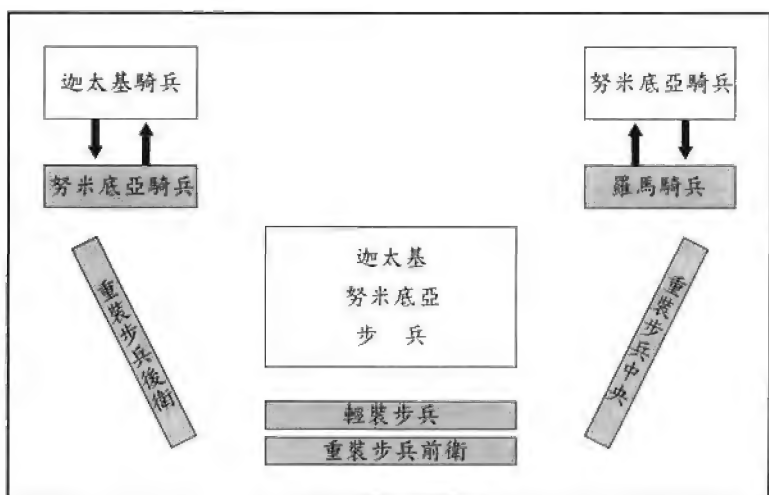 迦太基騎兵
努米底亞騎兵
努米底亞騎兵
羅馬騎兵
迦太基
努米底亞
步 兵
重裝步兵後衛
重裝步兵中央
輕裝步兵
重裝步兵前衛